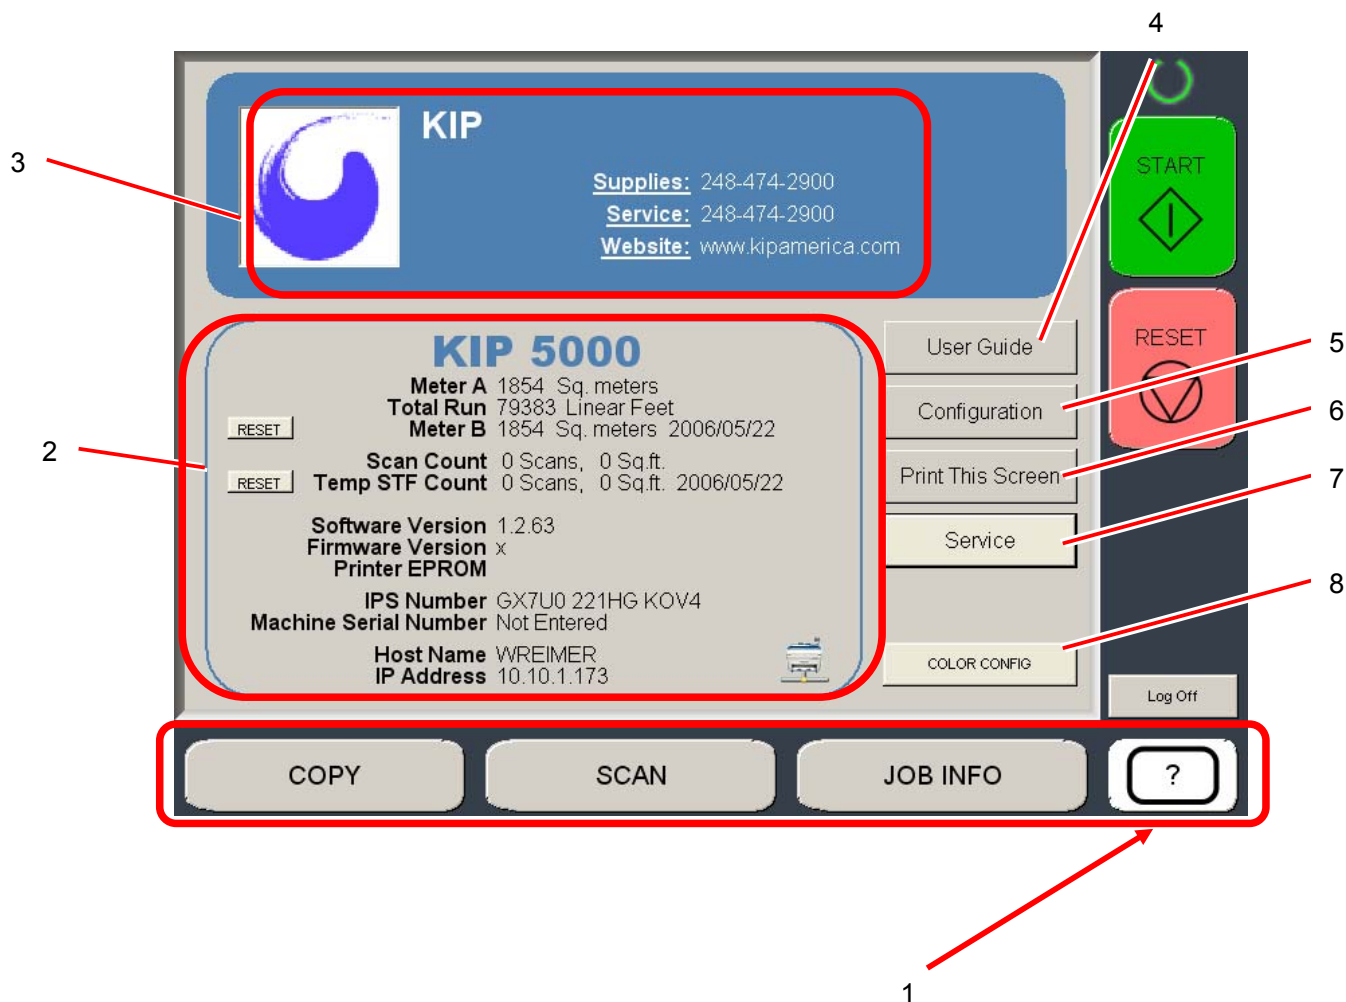 4
KIP
3
START
Supplies: 248-474-2900
Service: 248-474-2900
Website: www.kipamerica.com
KIP 5000
User Guide
RESET
5
Meter A 1854 Sq. meters
Total Run 79383 Linear Feet
Configuration
6
RESET Meter B 1854 Sq. meters 2006/05/22
2
Scan Count 0 Scans, 0 Sq.ft.
Print This Screen
7
RESET Temp STF Count 0 Scans, 0 Sq.ft. 2006/05/22
Software Version 1.2.63
Service
Firmware Version x
Printer EPROM
8
IPS Number GX7U0 221HG KOV4
Machine Serial Number Not Entered
Host Name WREIMER
COLOR CONFIG
IP Address 10.10.1.173
Log Off
COPY SCAN JOB INFO ?
1